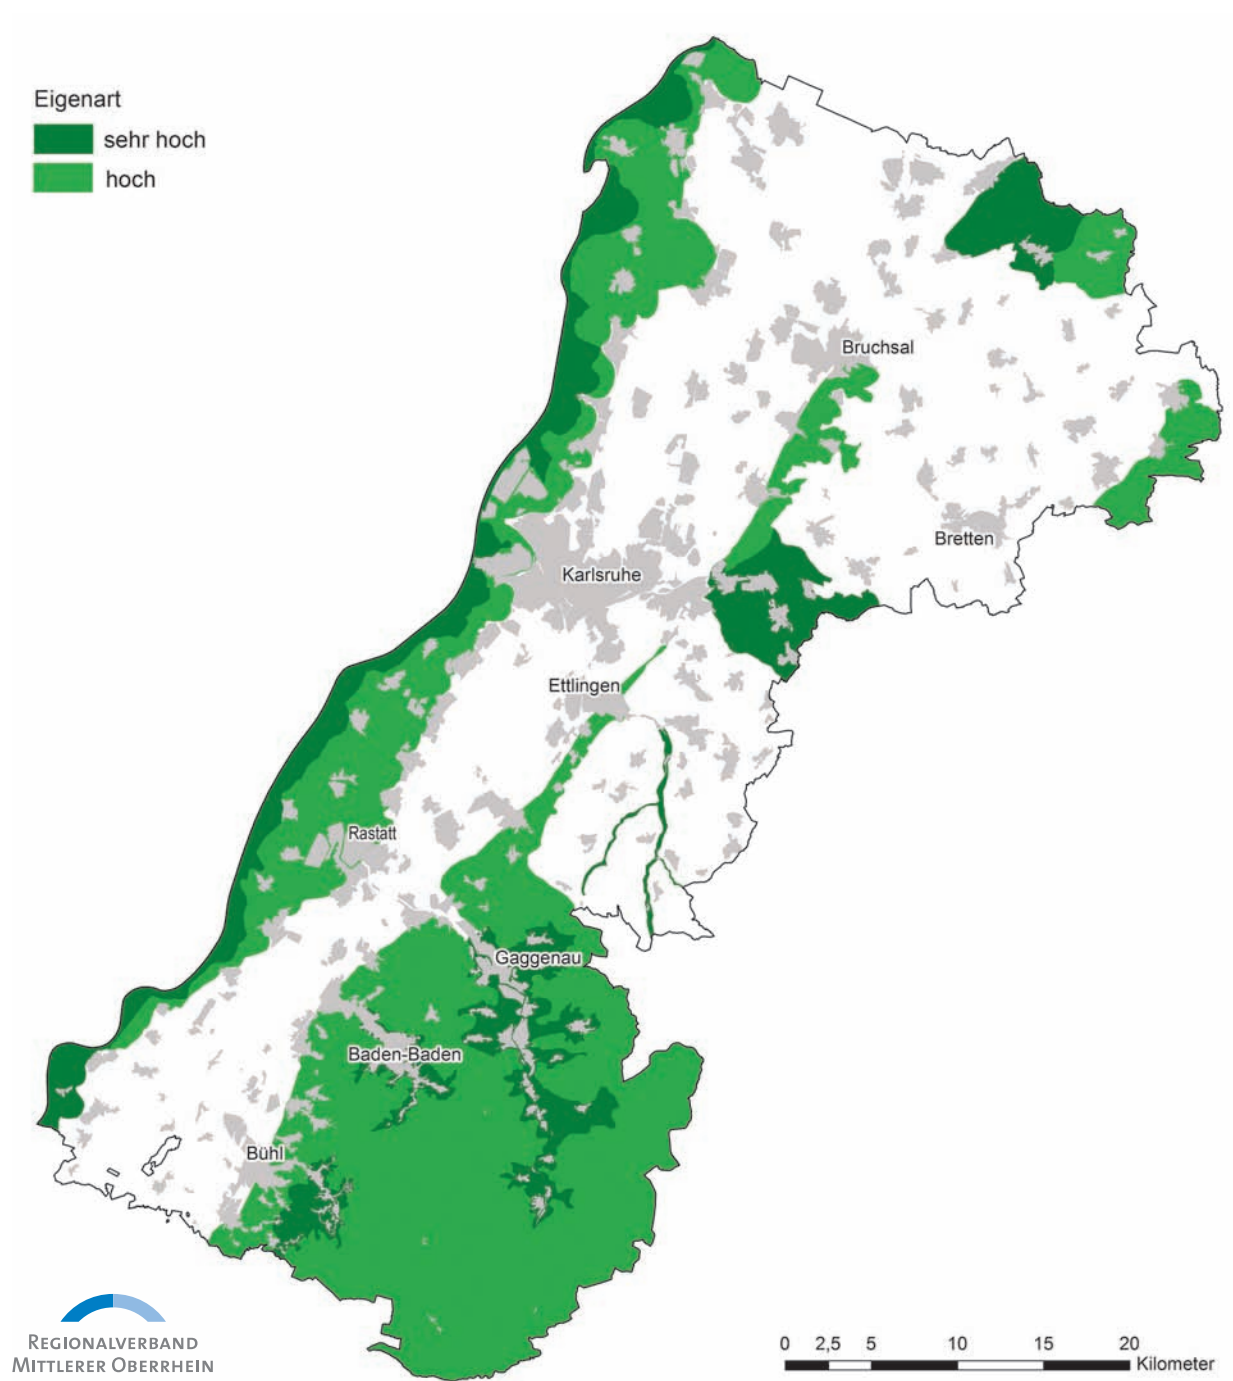 Eigenart
sehr hoch
hoch
Bruchsal
Bretten
Karlsruhe
Ettlingen
Rastatt
Gaggenau
Baden-Baden
Bühl
REGIONALVERBAND
MITTLERER OBERRHEIN
0 2,5 5 10 15 20
Kilometer